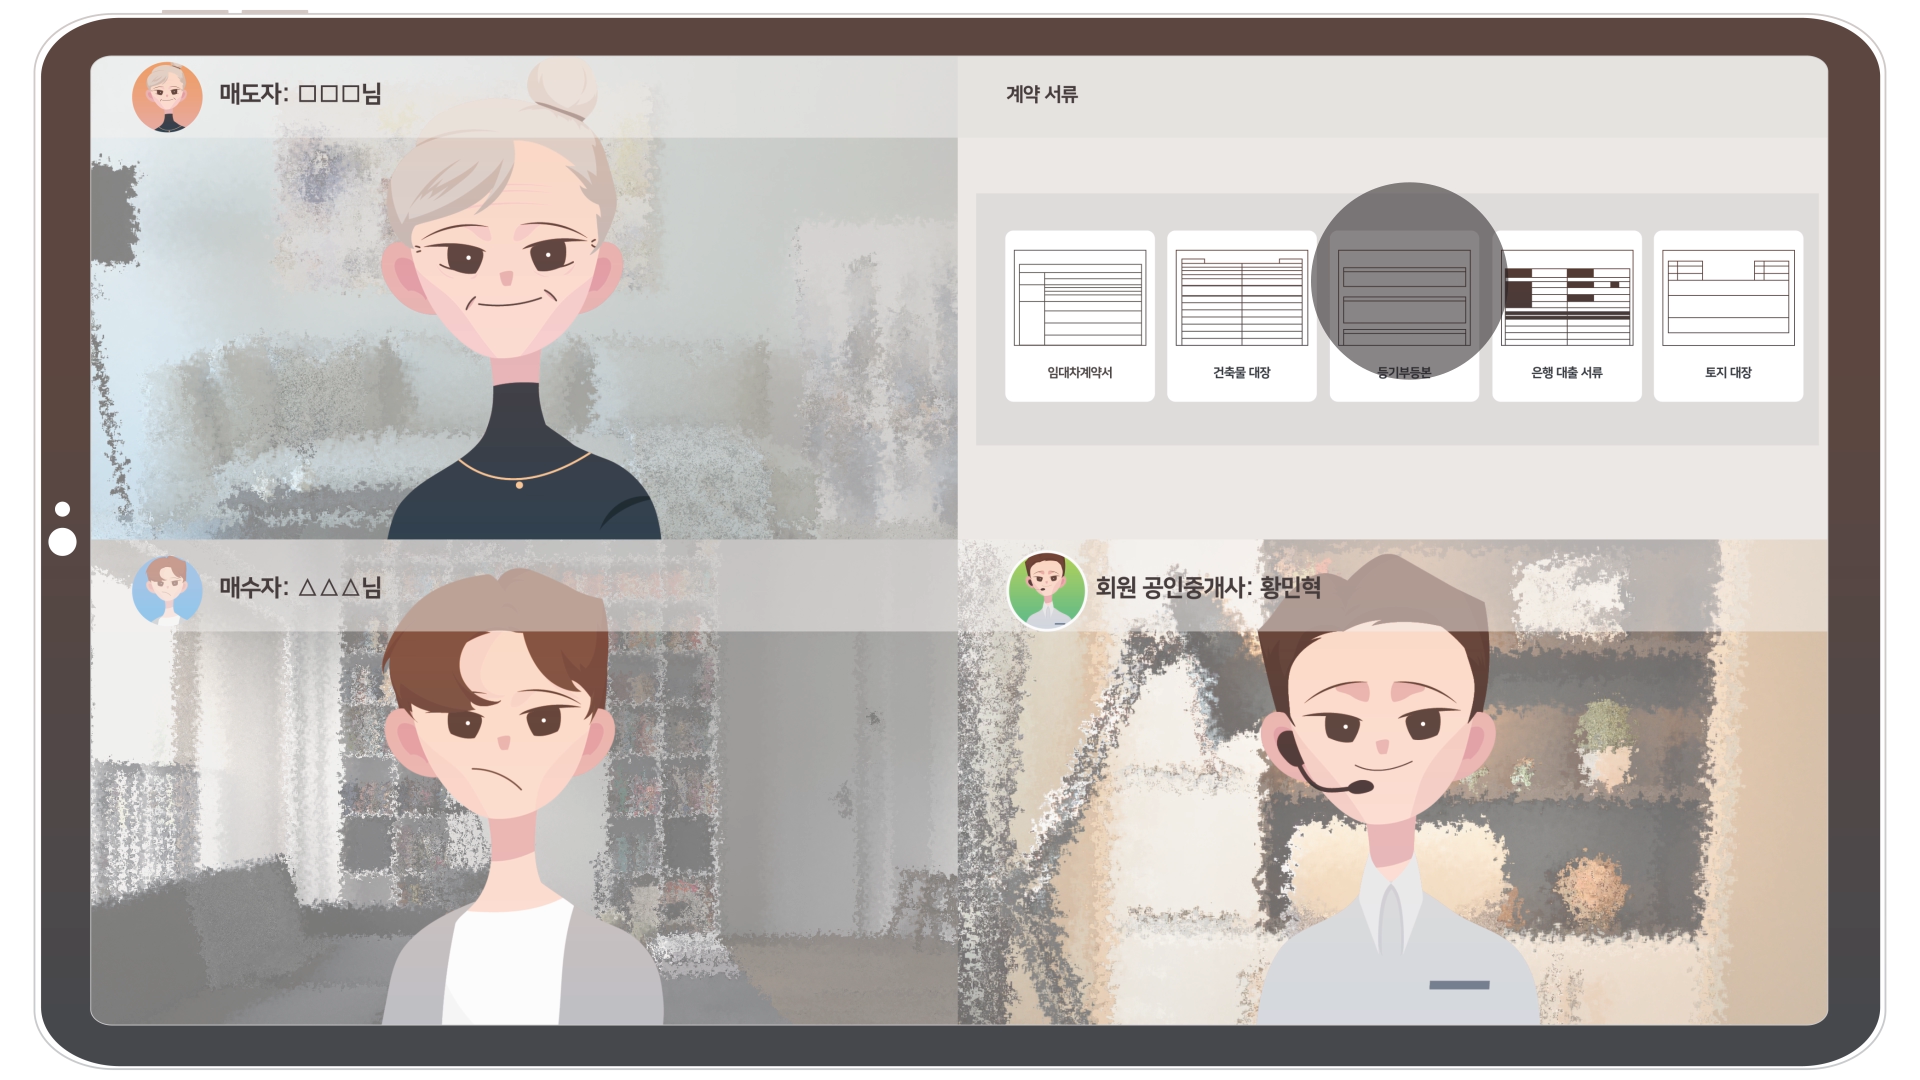 매도자: □□□님
계약 서류
임대차계약서
건축물 대장
등기부등본
은행 대출 서류
토지 대장
매수자: △△△님
회원 공인중개사: 황민혁